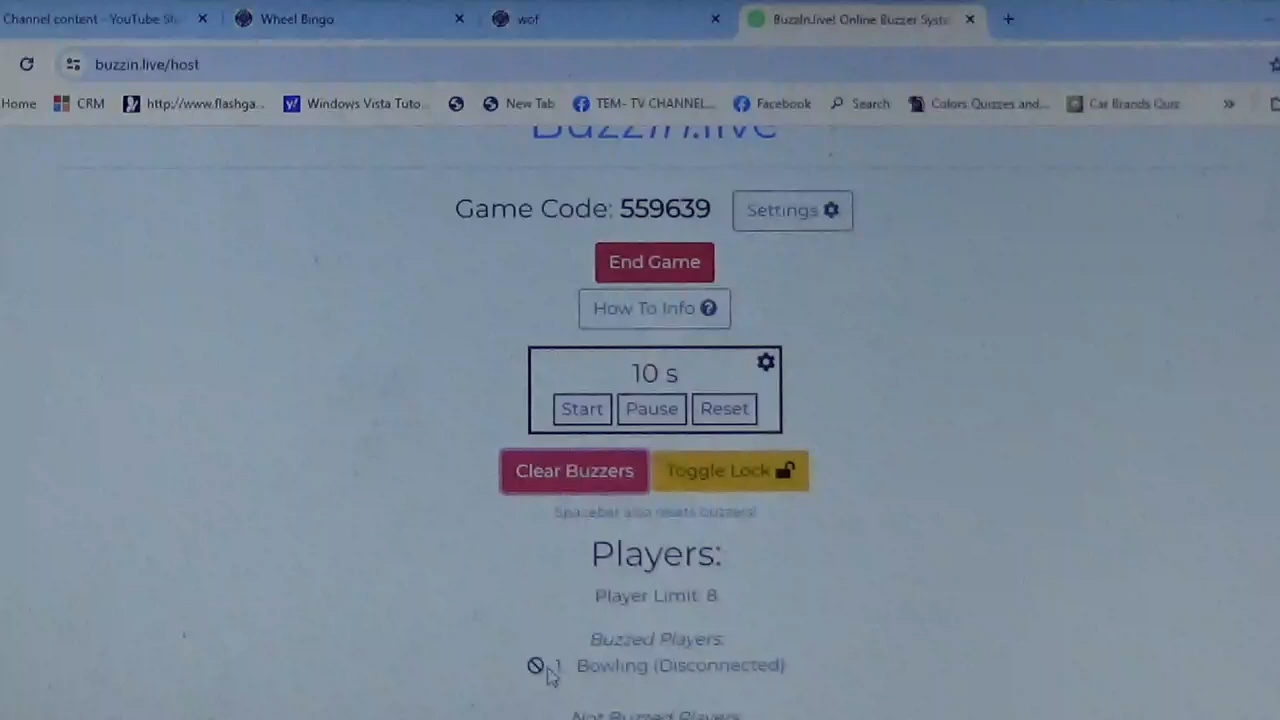 Channel content - YouTube St Wheel Bingo wof BuzzIn.live! Online Buzzer Syste
buzzin.live/host
Home CRM http://www.flashga... Windows Vista Tuto... New Tab TEM- TV CHANNEL... Facebook Search Colors Quizzes and... Car Brands Quiz »
BuzzIn.live
Game Code: 559639 Settings
End Game
How To Info
10 s
Start Pause Reset
Clear Buzzers Toggle Lock
Spacebar also resets buzzers!
Players:
Player Limit: 8
Buzzed Players:
1. Bowling (Disconnected)
Not Buzzed Players